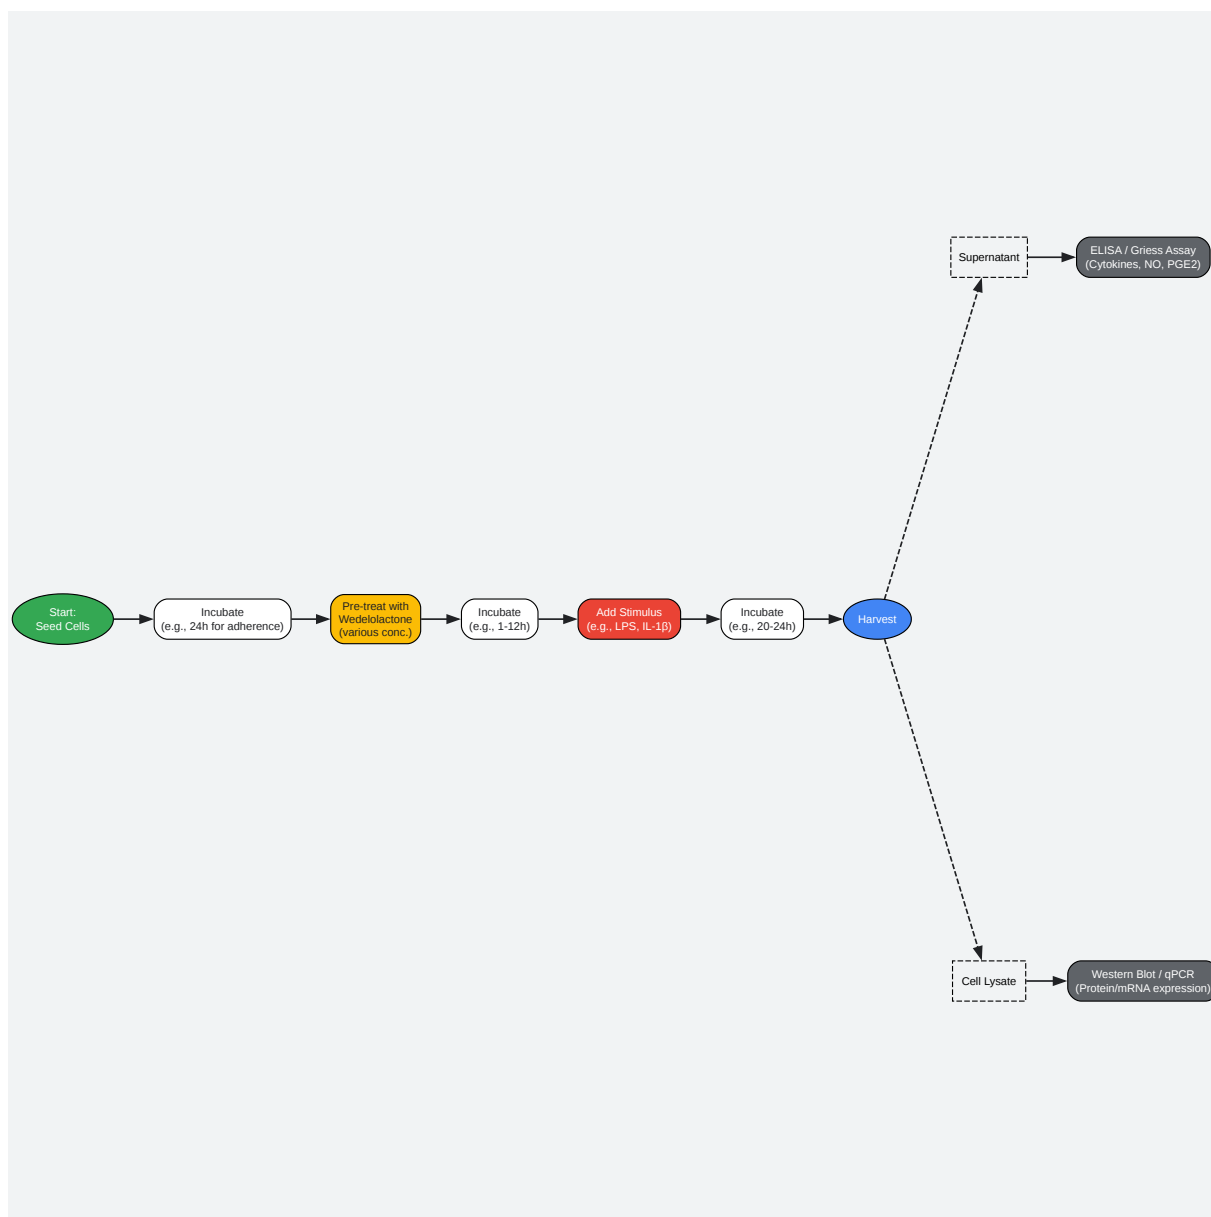 Start:
Seed Cells
Incubate
(e.g., 24h for adherence)
Pre-treat with
Wedelolactone
(various conc.)
Incubate
(e.g., 1-12h)
Add Stimulus
(e.g., LPS, IL-1β)
Incubate
(e.g., 20-24h)
Harvest
Supernatant
ELISA / Griess Assay
(Cytokines, NO, PGE2)
Cell Lysate
Western Blot / qPCR
(Protein/mRNA expression)